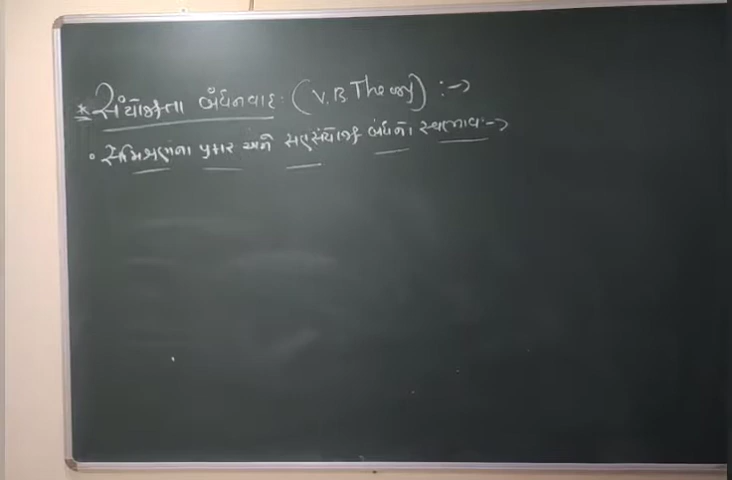 * સંયોજકતા બંધનવાદ : (V.B Theory) :->
• સંમિશ્રણના પ્રકાર અને સહસંયોજક બંધનો સ્વભાવ :->